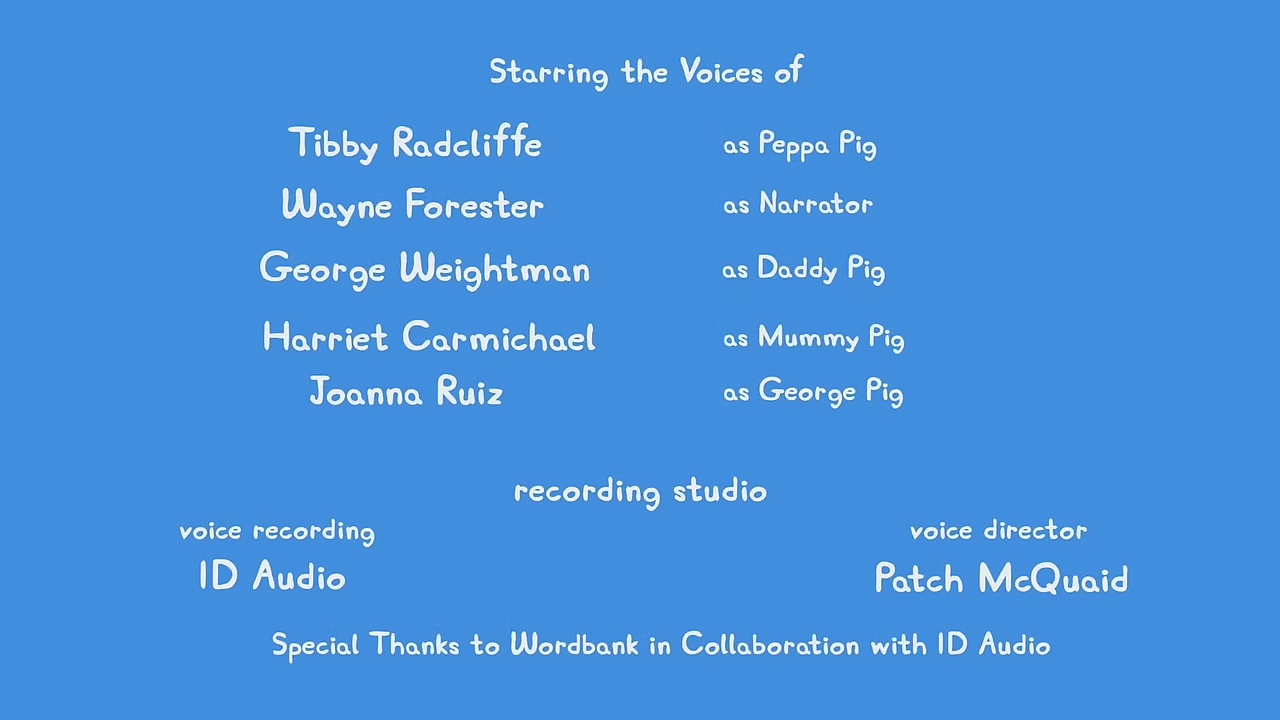 Starring the Voices of
Tibby Radcliffe as Peppa Pig
Wayne Forester as Narrator
George Weightman as Daddy Pig
Harriet Carmichael as Mummy Pig
Joanna Ruiz as George Pig
recording studio
voice recording voice director
ID Audio Patch McQuaid
Special Thanks to Wordbank in Collaboration with ID Audio